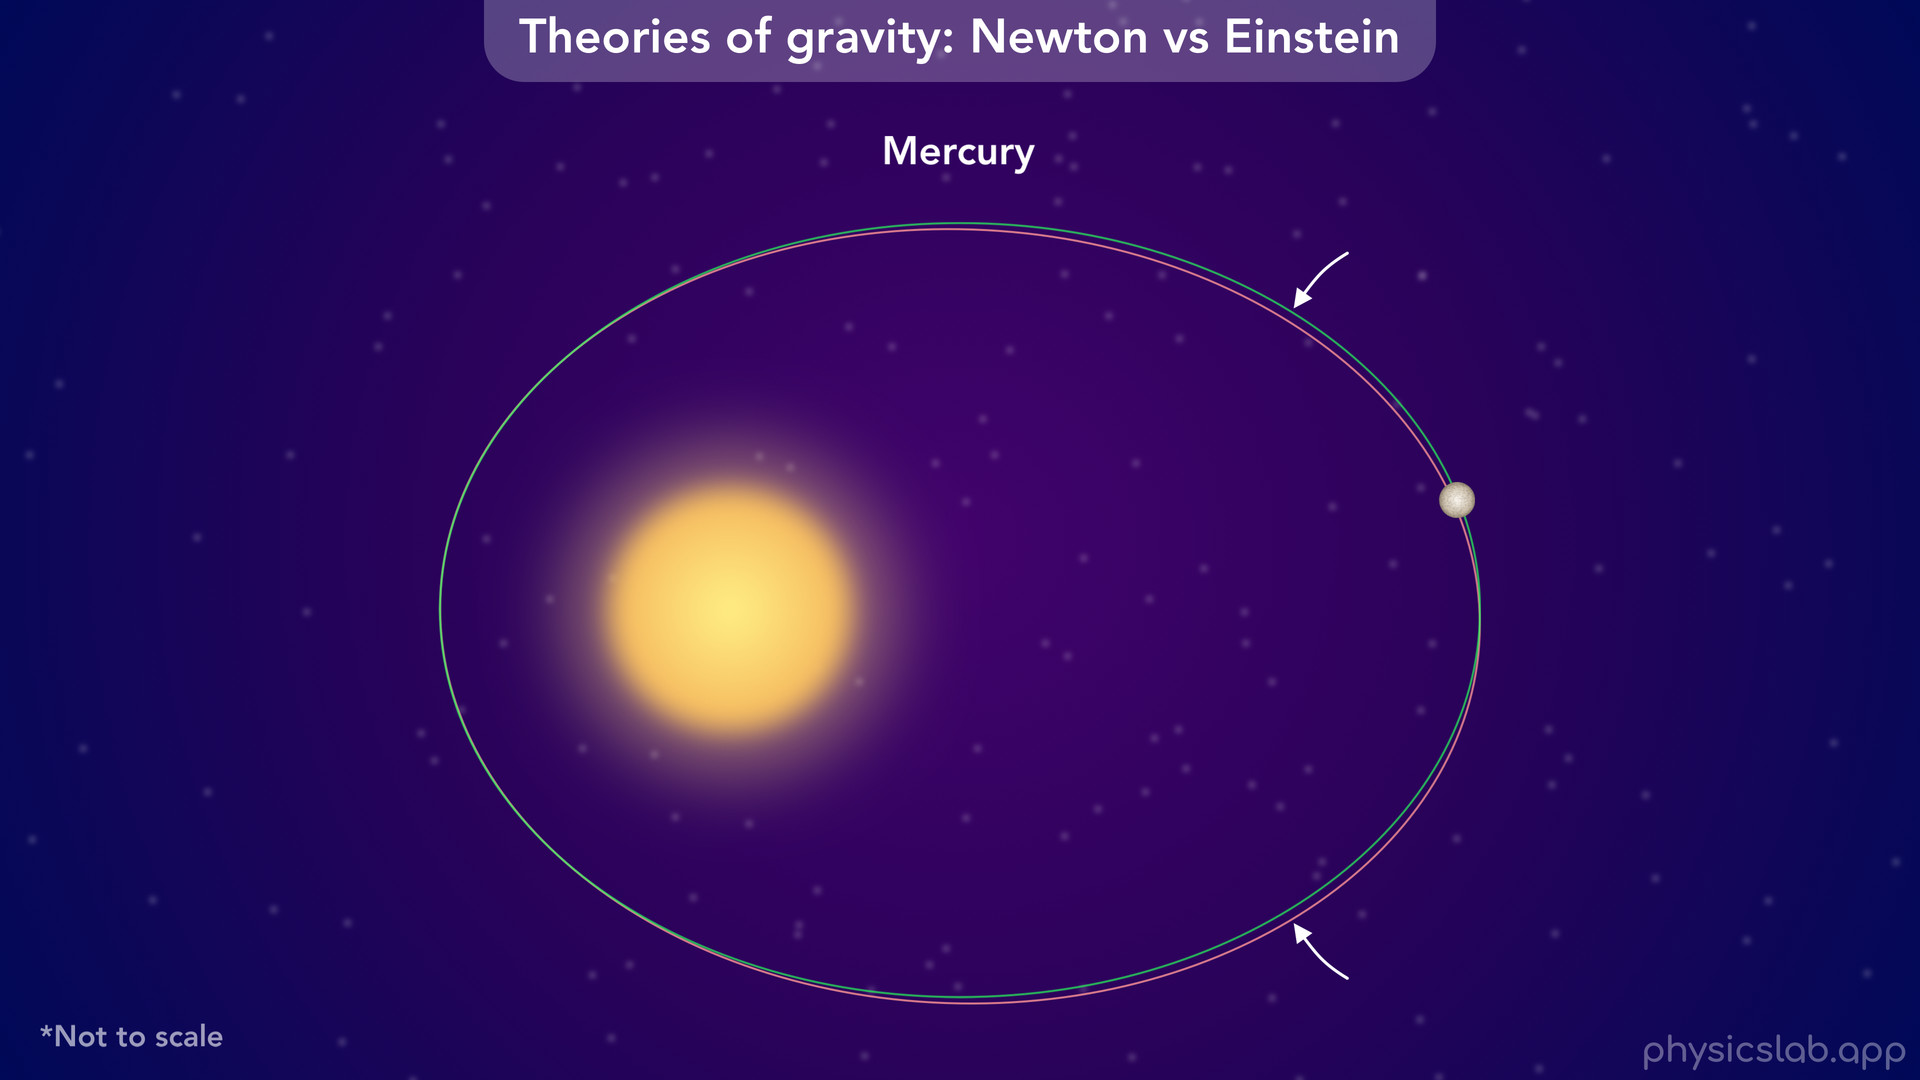 Theories of gravity: Newton vs Einstein
Mercury
*Not to scale
physicslab.app